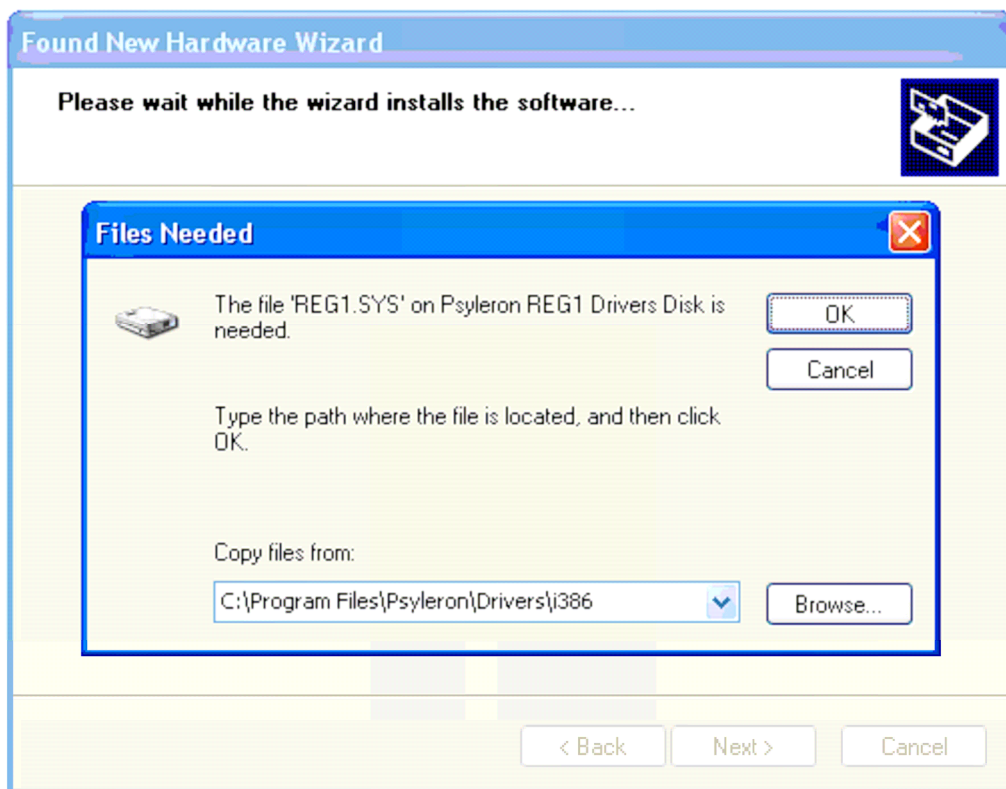 Found New Hardware Wizard
Please wait while the wizard installs the software...
Files Needed
The file 'REG1.SYS' on Psyleron REG1 Drivers Disk is
needed.
OK
Cancel
Type the path where the file is located, and then click
OK.
Copy files from:
C:\Program Files\Psyleron\Drivers\i386
Browse...
< Back
Next >
Cancel